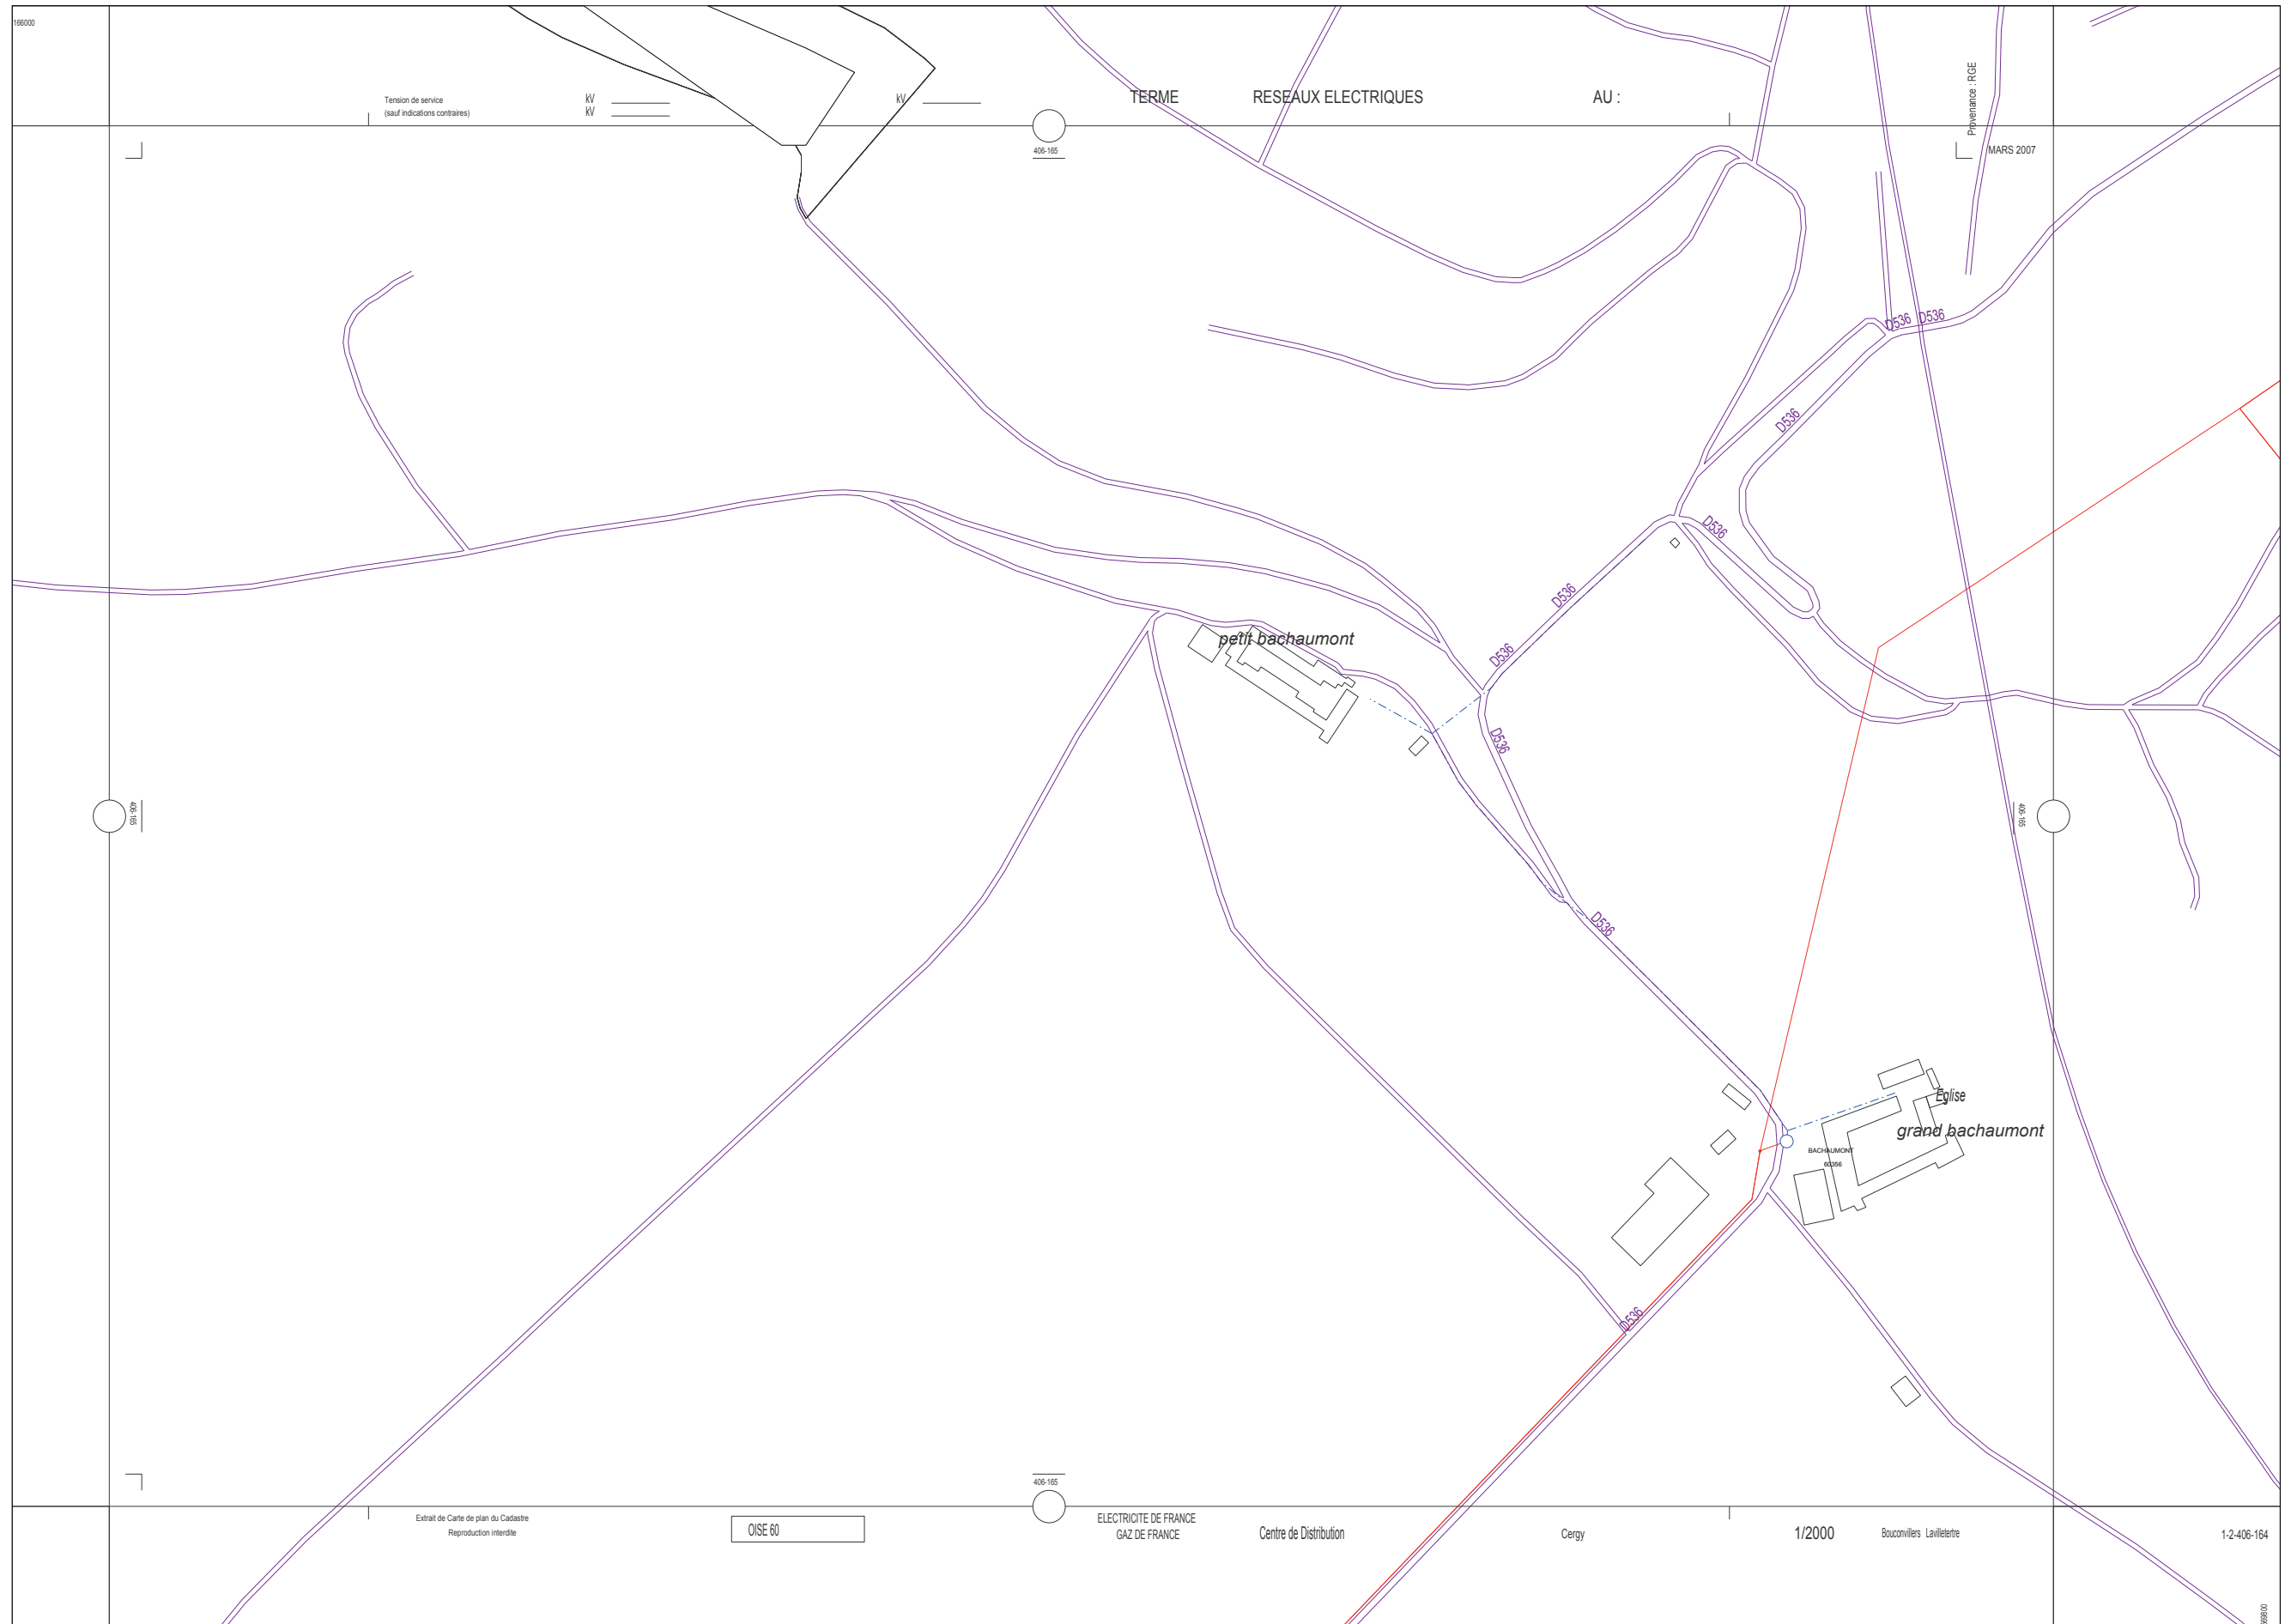 166000
Tension de service
(sauf indications contraires)
kV
kV
kV
TERME
RESEAUX ELECTRIQUES
AU :
Provenance : RGE
MARS 2007
406-165
D536
D536
D536
D536
D536
petit bachaumont
D536
D536
406-165
406-165
D536
Eglise
grand bachaumont
BACHAUMONT
60356
D536
406-165
Extrait de Carte de plan du Cadastre
Reproduction interdite
OISE 60
ELECTRICITE DE FRANCE
GAZ DE FRANCE
Centre de Distribution
Cergy
1/2000
Bouconvillers Lavilletertre
1-2-406-164